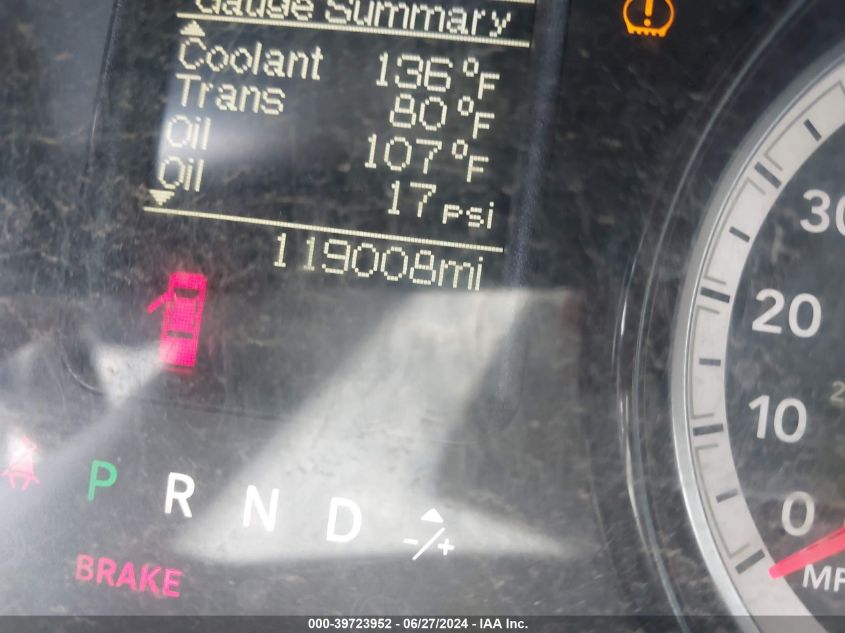 Gauge Summary
Coolant 136°F
Trans 80°F
Oil 107°F
Oil 17 psi
119008mi
30
20
10
0
P R N D -/+
BRAKE
000-39723952 - 06/27/2024 - IAA Inc.